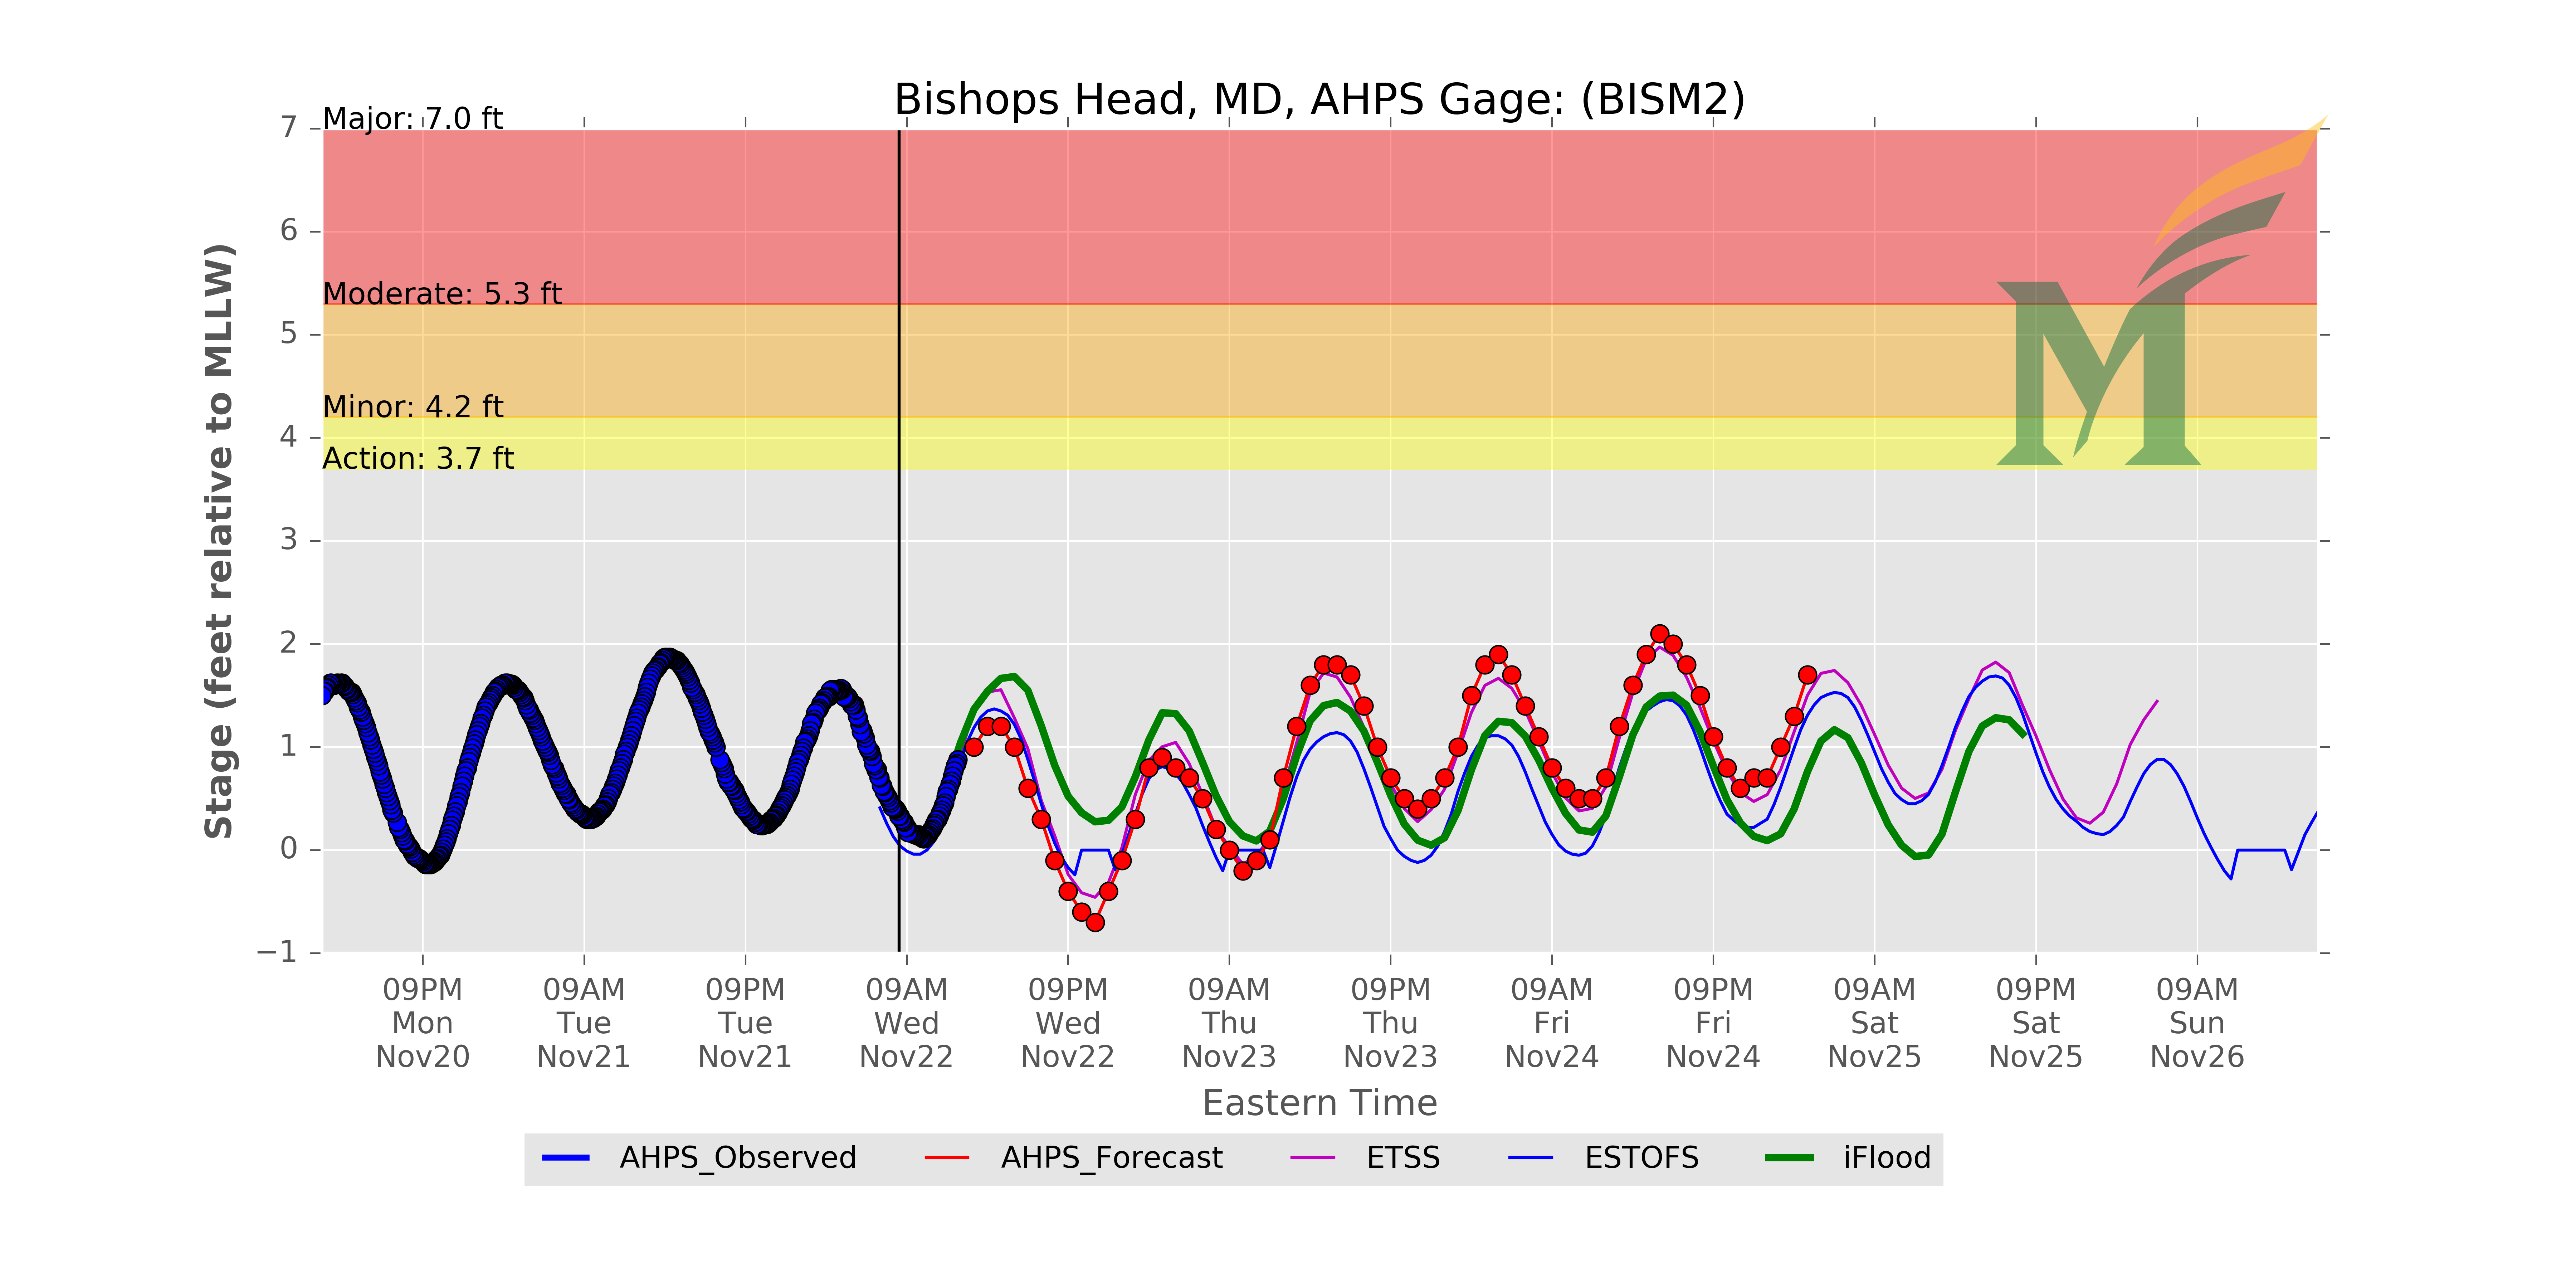 Bishops Head, MD, AHPS Gage: (BISM2)
Major: 7.0 ft
Moderate: 5.3 ft
Minor: 4.2 ft
Action: 3.7 ft
Stage (feet relative to MLLW)
7
6
5
4
3
2
1
0
−1
09PM 09AM 09PM 09AM 09PM 09AM 09PM 09AM 09PM 09AM 09PM 09AM
Mon Tue Tue Wed Wed Thu Thu Fri Fri Sat Sat Sun
Nov20 Nov21 Nov21 Nov22 Nov22 Nov23 Nov23 Nov24 Nov24 Nov25 Nov25 Nov26
Eastern Time
AHPS_Observed AHPS_Forecast ETSS ESTOFS iFlood
M